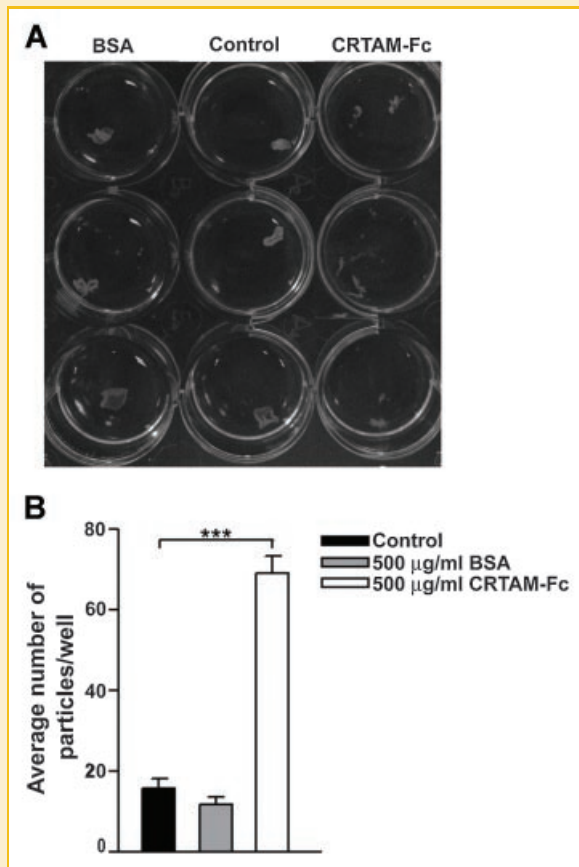 A
BSA Control CRTAM-Fc
B
80
60
40
20
0
Average number of
particles/well
***
Control
500 µg/ml BSA
500 µg/ml CRTAM-Fc